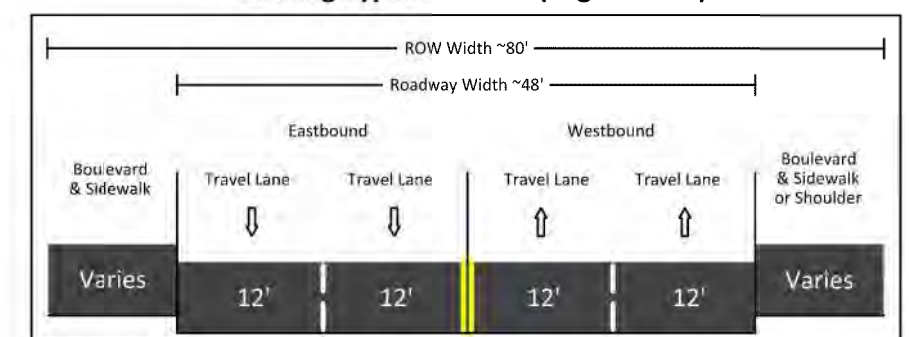 ROW Width ~80'
Roadway Width ~48'
Eastbound Westbound
Boulevard
& Sidewalk
Travel Lane Travel Lane Travel Lane Travel Lane
Boulevard
& Sidewalk
or Shoulder
Varies 12' 12' 12' 12' Varies